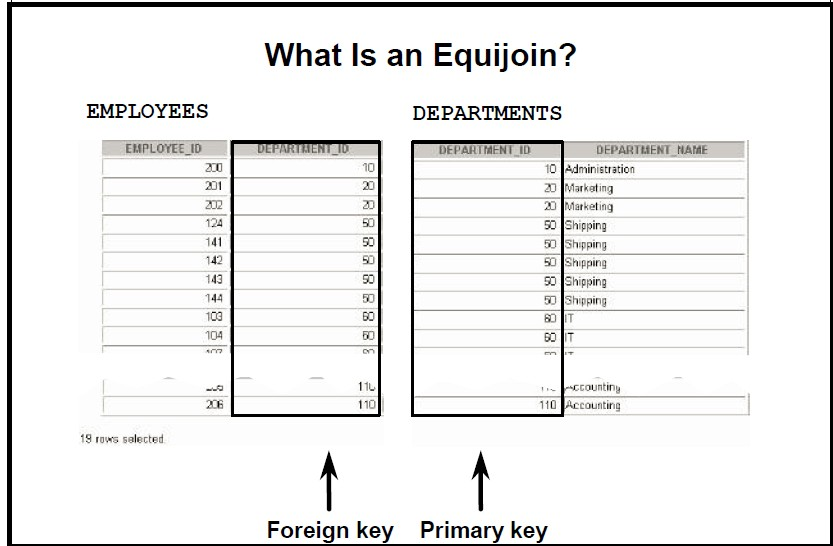 What Is an Equijoin?
EMPLOYEES DEPARTMENTS
EMPLOYEE_ID DEPARTMENT_ID DEPARTMENT_ID DEPARTMENT_NAME
200 10 10 Administration
201 20 20 Marketing
202 20 20 Marketing
124 50 50 Shipping
141 50 50 Shipping
142 50 50 Shipping
143 50 50 Shipping
144 50 50 Shipping
103 60 60 IT
104 60 60 IT
110 Accounting
206 110 110 Accounting
19 rows selected
Foreign key Primary key